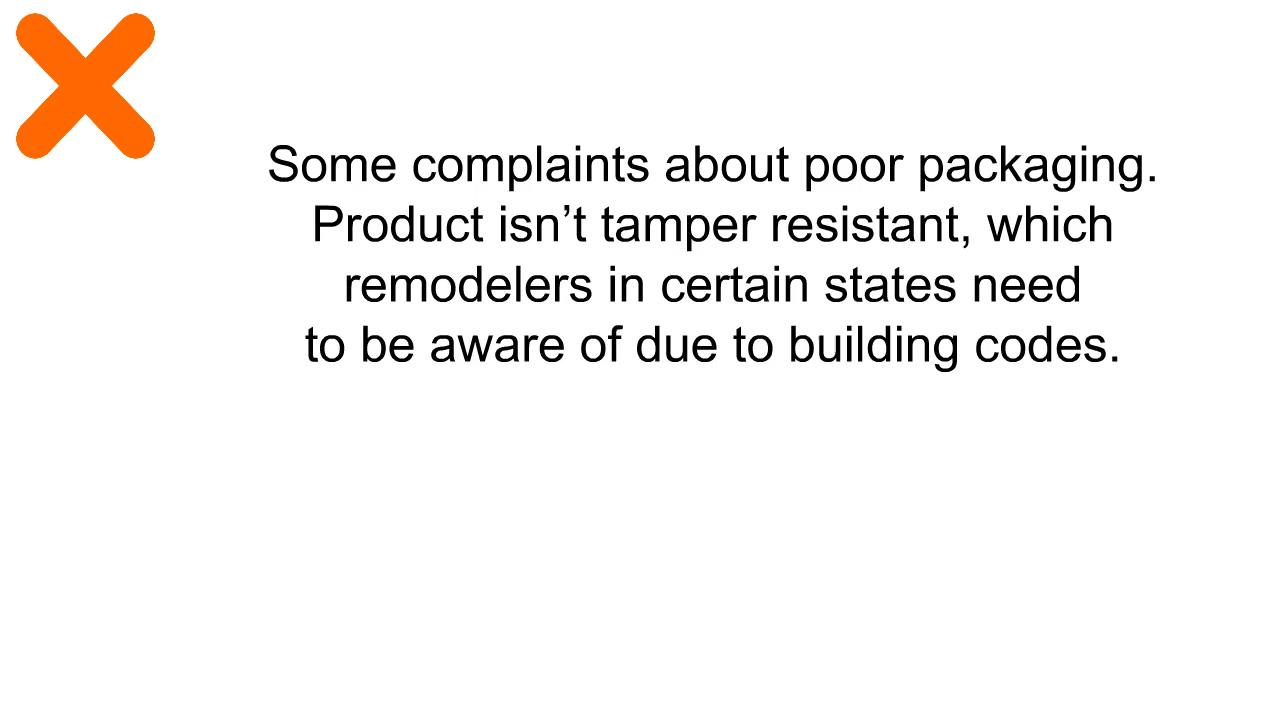 Some complaints about poor packaging.
Product isn’t tamper resistant, which
remodelers in certain states need
to be aware of due to building codes.